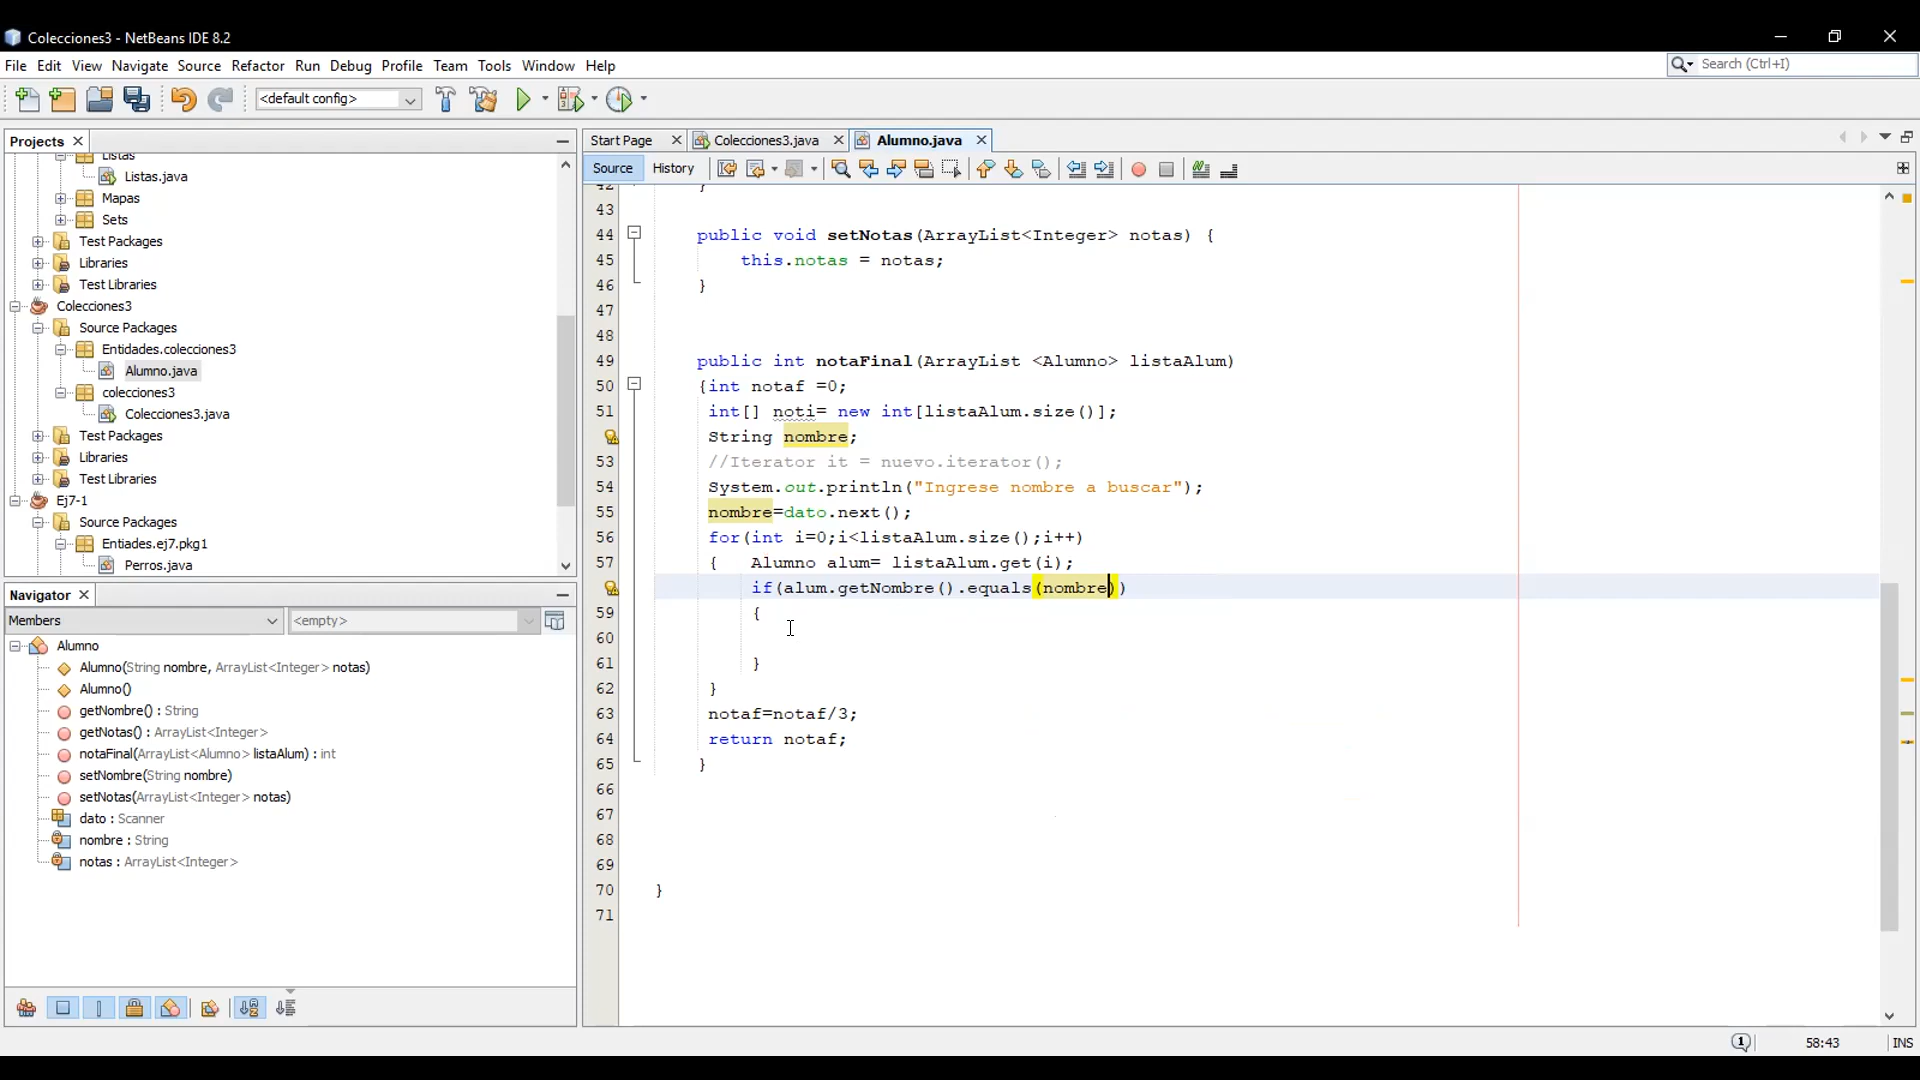 Colecciones3 - NetBeans IDE 8.2
File Edit View Navigate Source Refactor Run Debug Profile Team Tools Window Help
Search (Ctrl+I)
<default config>
Projects
Listas
Listas.java
Mapas
Sets
Test Packages
Libraries
Test Libraries
Colecciones3
Source Packages
Entidades.colecciones3
Alumno.java
colecciones3
Colecciones3.java
Test Packages
Libraries
Test Libraries
Ej7-1
Source Packages
Entiades.ej7.pkg1
Perros.java
Navigator
Members
<empty>
Alumno
Alumno(String nombre, ArrayList<Integer> notas)
Alumno()
getNombre() : String
getNotas() : ArrayList<Integer>
notaFinal(ArrayList<Alumno> listaAlum) : int
setNombre(String nombre)
setNotas(ArrayList<Integer> notas)
dato : Scanner
nombre : String
notas : ArrayList<Integer>
Start Page Colecciones3.java Alumno.java
Source History
42 }
43
44 public void setNotas(ArrayList<Integer> notas) {
45 this.notas = notas;
46 }
47
48
49 public int notaFinal(ArrayList <Alumno> listaAlum)
50 {int notaf =0;
51 int[] noti= new int[listaAlum.size()];
String nombre;
53 //Iterator it = nuevo.iterator();
54 System.out.println("Ingrese nombre a buscar");
55 nombre=dato.next();
56 for(int i=0;i<listaAlum.size();i++)
57 { Alumno alum= listaAlum.get(i);
if(alum.getNombre().equals(nombre))
59 {
60
61 }
62 }
63 notaf=notaf/3;
64 return notaf;
65 }
66
67
68
69
70 }
71
1
58:43
INS